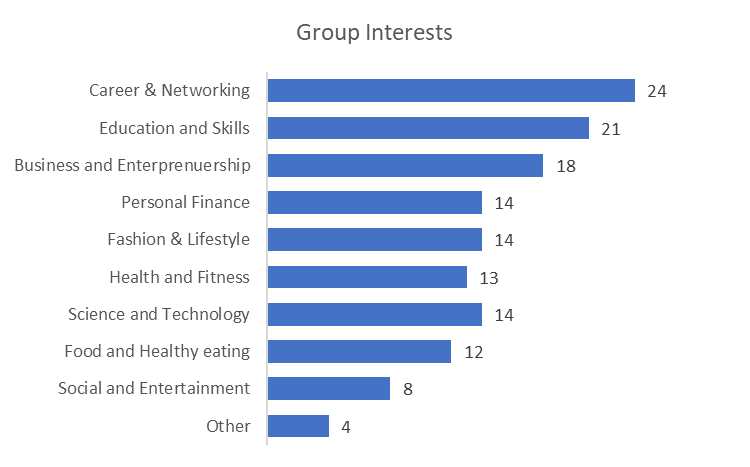 Group Interests
Career & Networking 24
Education and Skills 21
Business and Enterprenuership 18
Personal Finance 14
Fashion & Lifestyle 14
Health and Fitness 13
Science and Technology 14
Food and Healthy eating 12
Social and Entertainment 8
Other 4